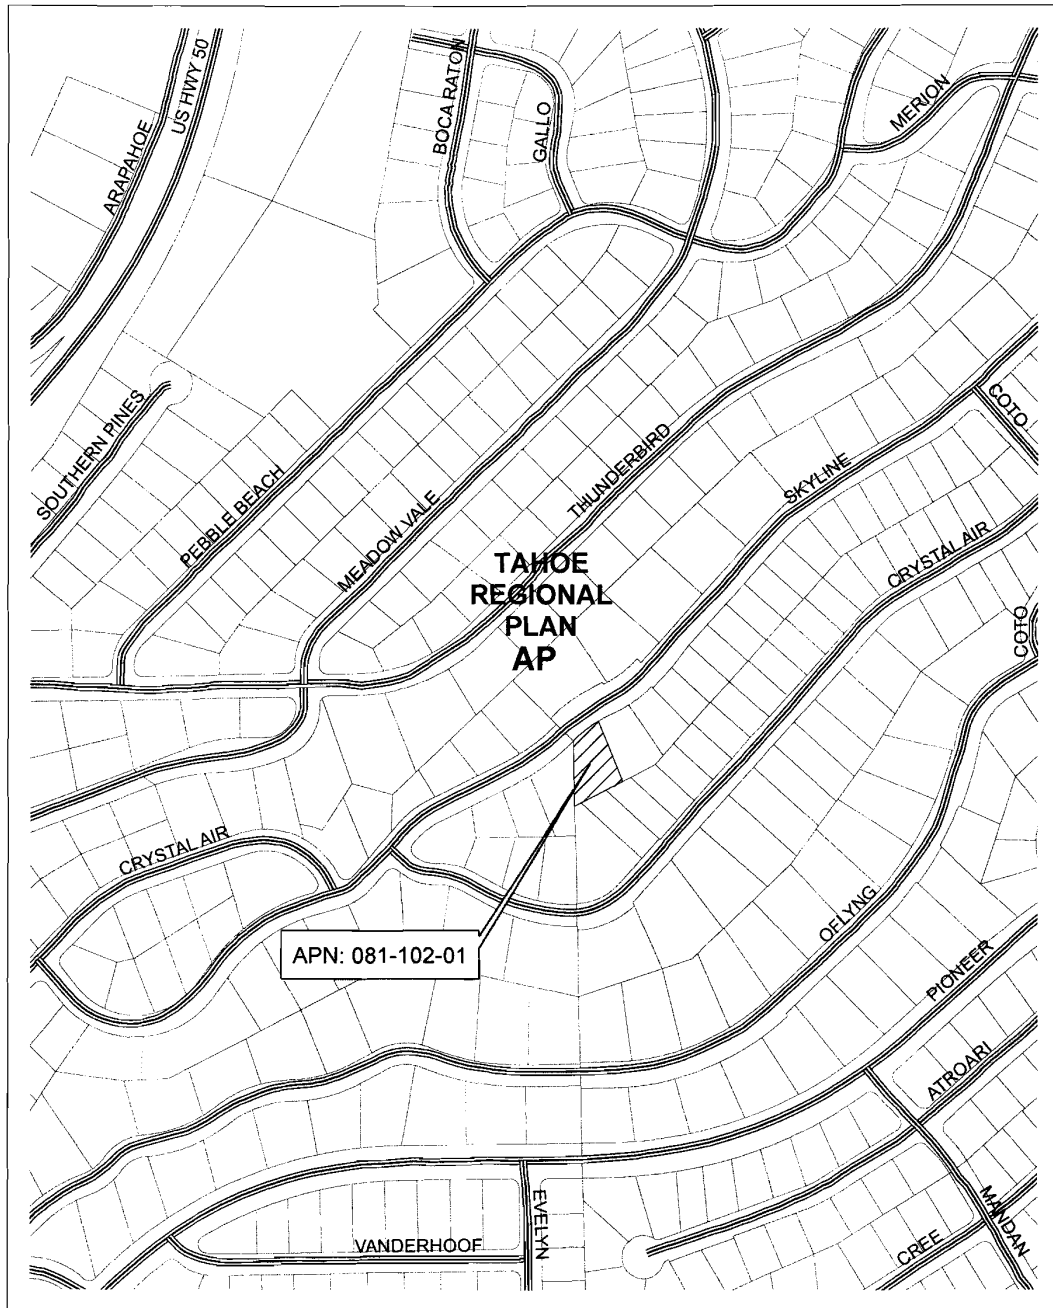 ARAPAHOE
US HWY 50
BOCA RATON
GALLO
MERION
SOUTHERN PINES
PEBBLE BEACH
MEADOW VALE
THUNDERBIRD
SKYLINE
COTO
CRYSTAL AIR
COTO
TAHOE
REGIONAL
PLAN
AP
CRYSTAL AIR
APN: 081-102-01
OFLYNG
PIONEER
ATROARI
MANDAN
CREE
EVELYN
VANDERHOOF